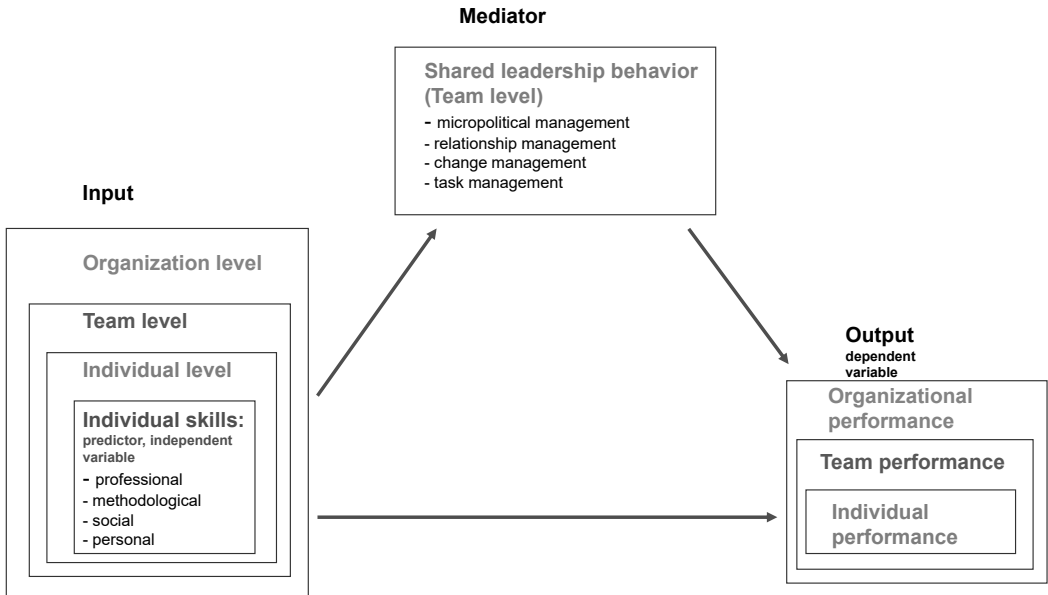 Mediator
Shared leadership behavior
(Team level)
- micropolitical management
- relationship management
- change management
- task management
Input
Organization level
Team level
Individual level
Individual skills:
predictor, independent
variable
- professional
- methodological
- social
- personal
Output
dependent
variable
Organizational
performance
Team performance
Individual
performance